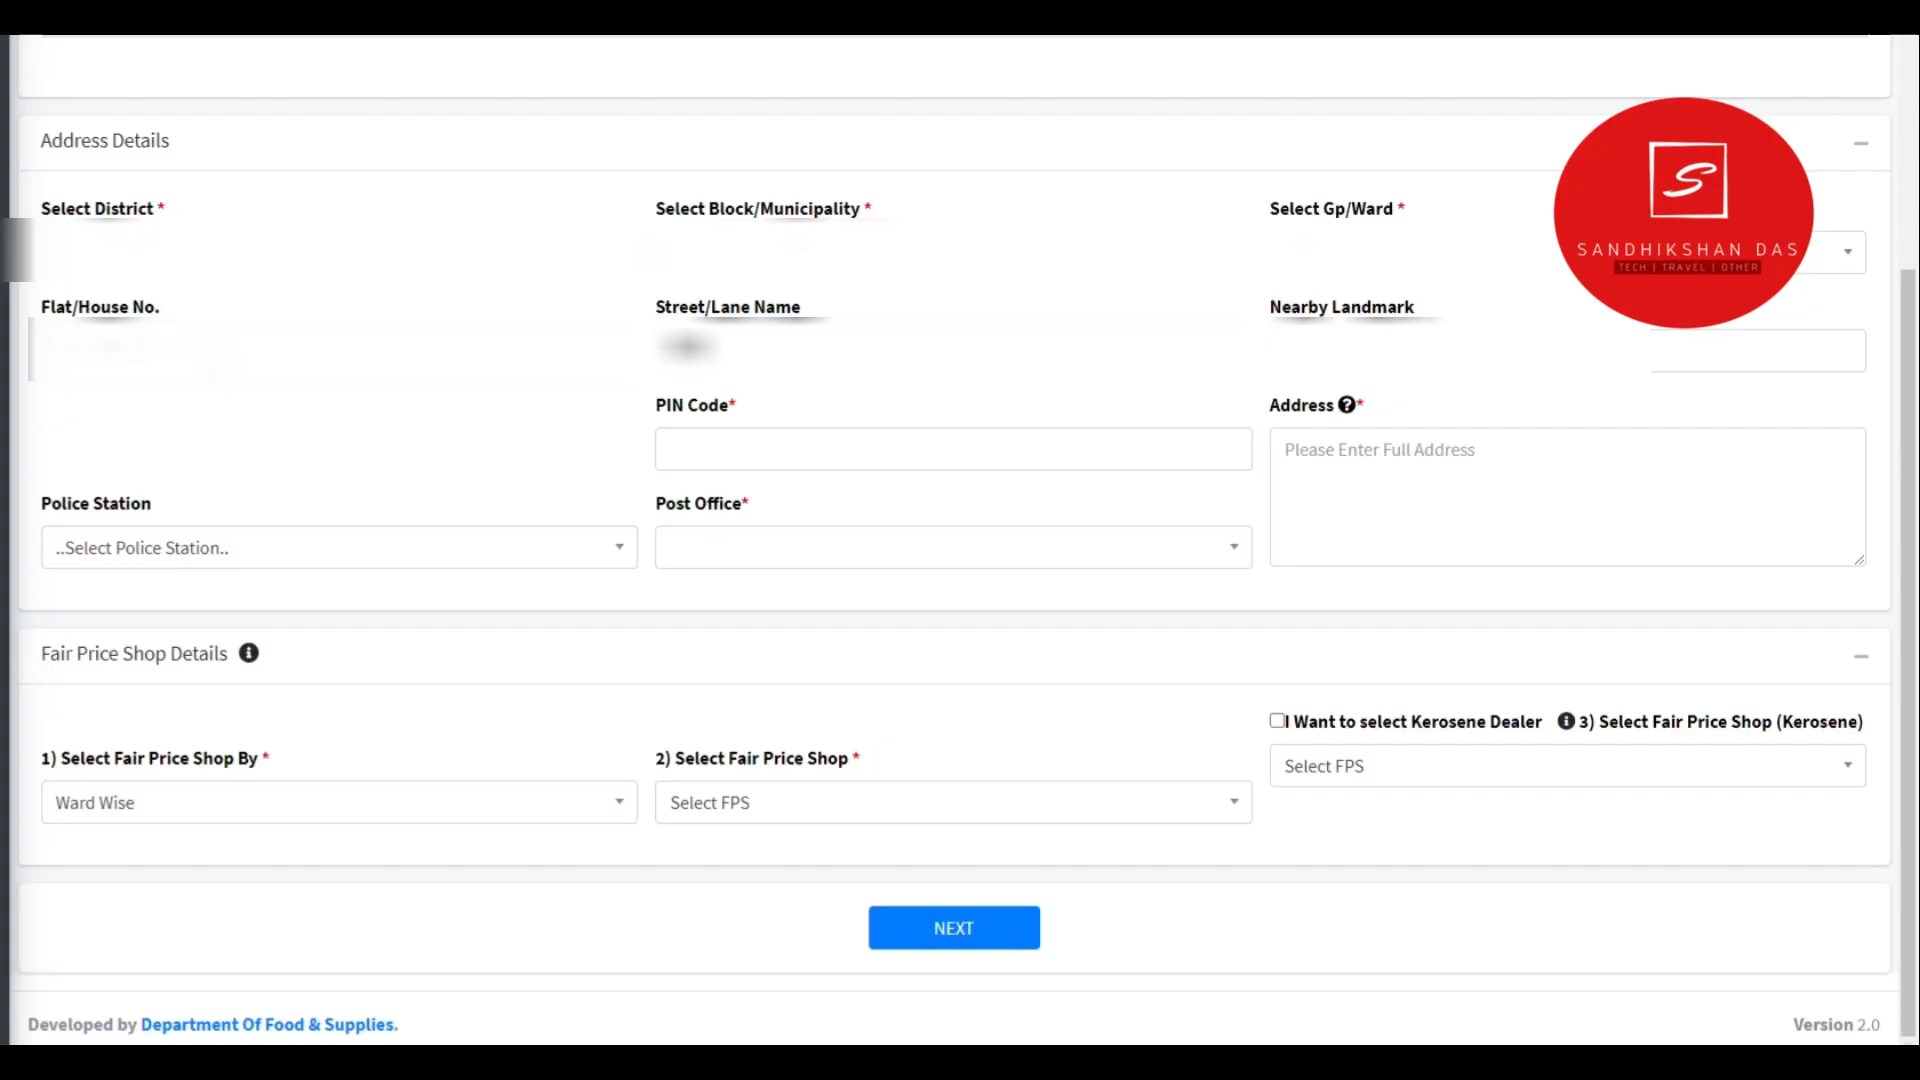 Address Details
Select District *
Select Block/Municipality *
Select Gp/Ward *
S
SANDHIKSHAN DAS
TECH | TRAVEL | OTHER
Flat/House No.
Street/Lane Name
Nearby Landmark
PIN Code*
Address ?*
Please Enter Full Address
Police Station
Post Office*
..Select Police Station..
Fair Price Shop Details i
I Want to select Kerosene Dealer i 3) Select Fair Price Shop (Kerosene)
1) Select Fair Price Shop By *
2) Select Fair Price Shop *
Select FPS
Ward Wise
Select FPS
NEXT
Developed by Department Of Food & Supplies.
Version 2.0